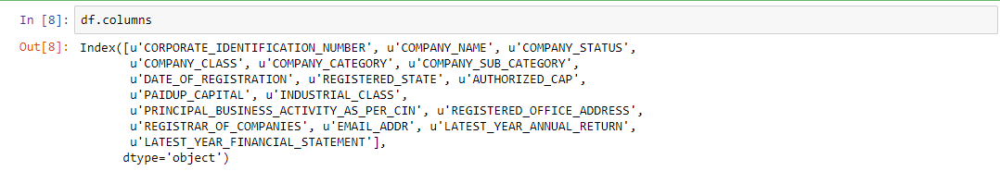 In [8]: df.columns
Out[8]: Index([u'CORPORATE_IDENTIFICATION_NUMBER', u'COMPANY_NAME', u'COMPANY_STATUS',
u'COMPANY_CLASS', u'COMPANY_CATEGORY', u'COMPANY_SUB_CATEGORY',
u'DATE_OF_REGISTRATION', u'REGISTERED_STATE', u'AUTHORIZED_CAP',
u'PAIDUP_CAPITAL', u'INDUSTRIAL_CLASS',
u'PRINCIPAL_BUSINESS_ACTIVITY_AS_PER_CIN', u'REGISTERED_OFFICE_ADDRESS',
u'REGISTRAR_OF_COMPANIES', u'EMAIL_ADDR', u'LATEST_YEAR_ANNUAL_RETURN',
u'LATEST_YEAR_FINANCIAL_STATEMENT'],
dtype='object')